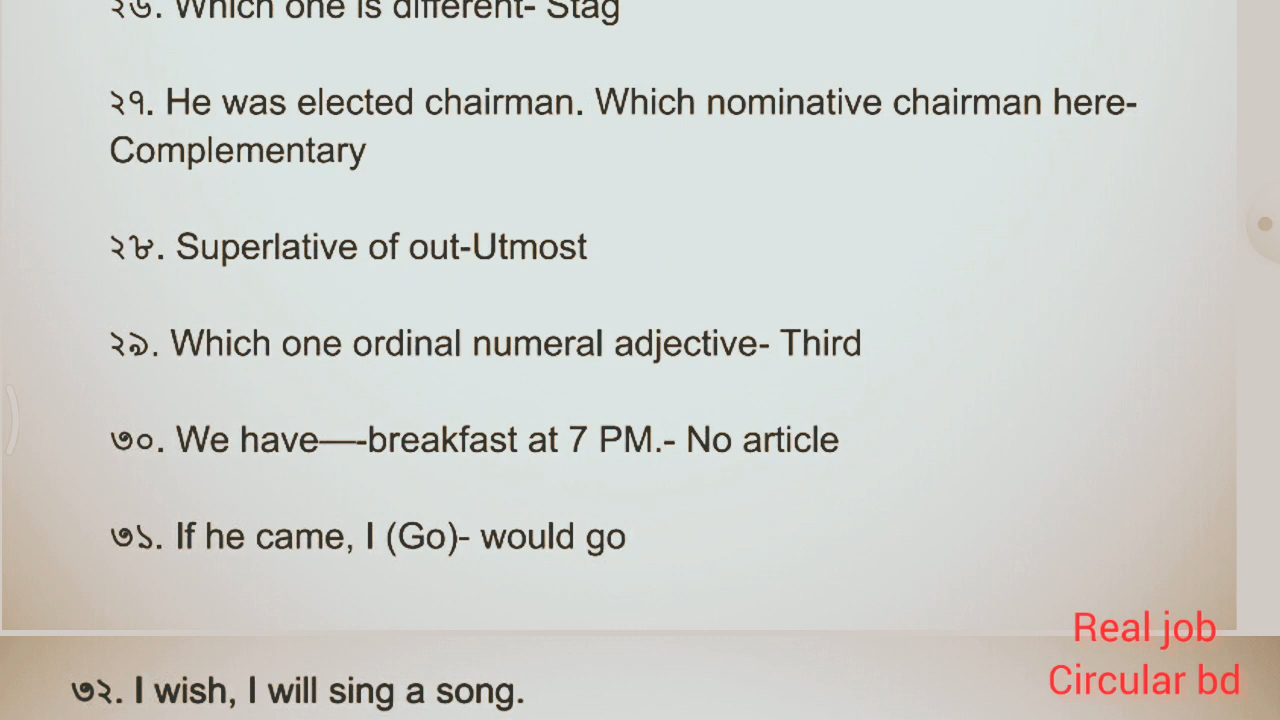 ২৬. Which one is different- Stag
২৭. He was elected chairman. Which nominative chairman here-
Complementary
২৮. Superlative of out-Utmost
২৯. Which one ordinal numeral adjective- Third
৩০. We have—-breakfast at 7 PM.- No article
৩১. If he came, I (Go)- would go
৩২. I wish, I will sing a song.
Real job
Circular bd